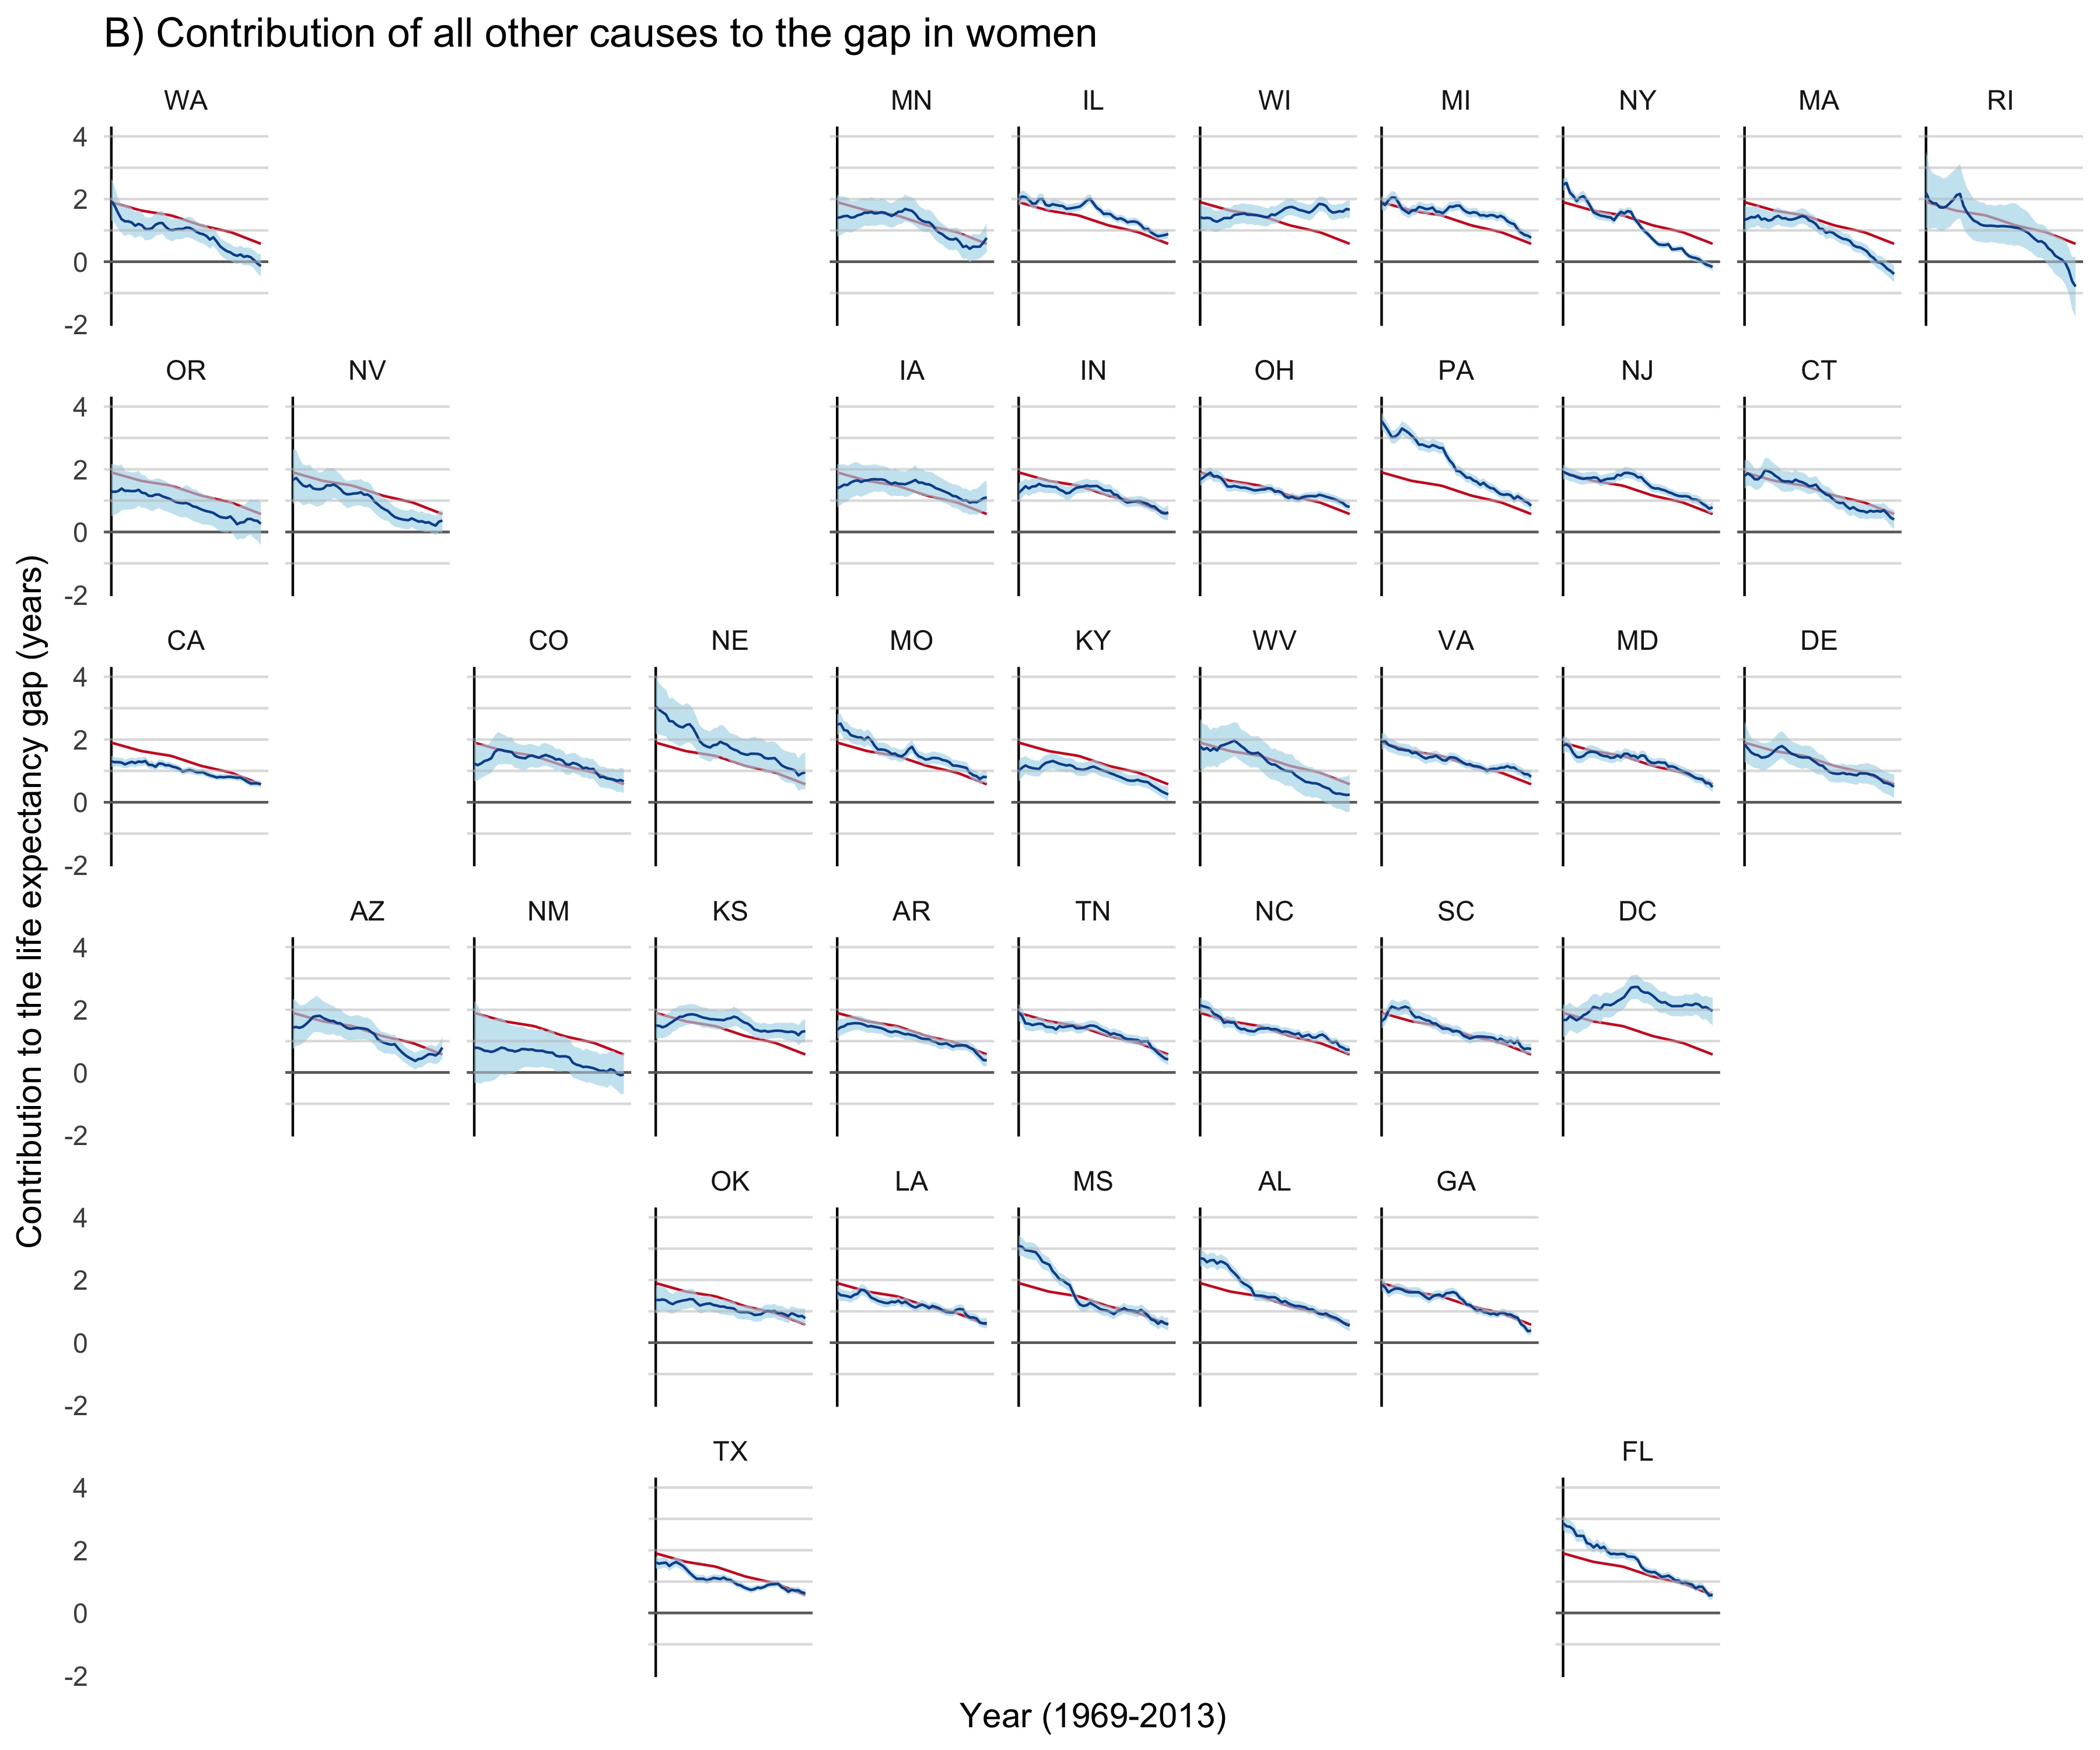 B) Contribution of all other causes to the gap in women
WA MN IL WI MI NY MA RI
4
2
0
-2
OR NV IA IN OH PA NJ CT
4
2
0
-2
CA CO NE MO KY WV VA MD DE
4
2
0
-2
AZ NM KS AR TN NC SC DC
4
2
0
-2
OK LA MS AL GA
4
2
0
-2
TX FL
4
2
0
-2
Contribution to the life expectancy gap (years)
Year (1969-2013)